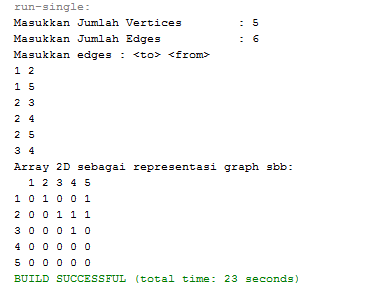 run-single:
Masukkan Jumlah Vertices        : 5
Masukkan Jumlah Edges           : 6
Masukkan edges : <to> <from>
1 2
1 5
2 3
2 4
2 5
3 4
Array 2D sebagai representasi graph sbb:
  1 2 3 4 5
1 0 1 0 0 1
2 0 0 1 1 1
3 0 0 0 1 0
4 0 0 0 0 0
5 0 0 0 0 0
BUILD SUCCESSFUL (total time: 23 seconds)